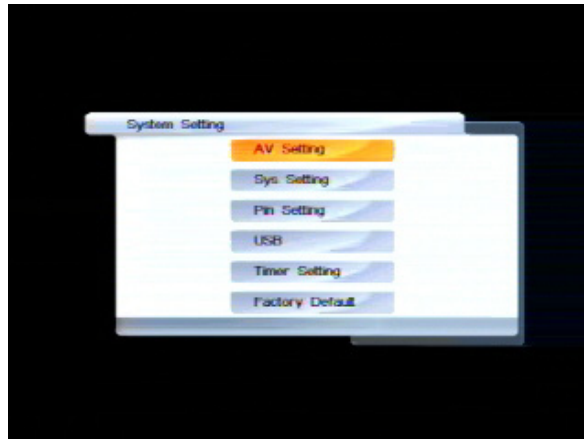 System Setting
AV Setting
Sys. Setting
Pin Setting
USB
Timer Setting
Factory Default